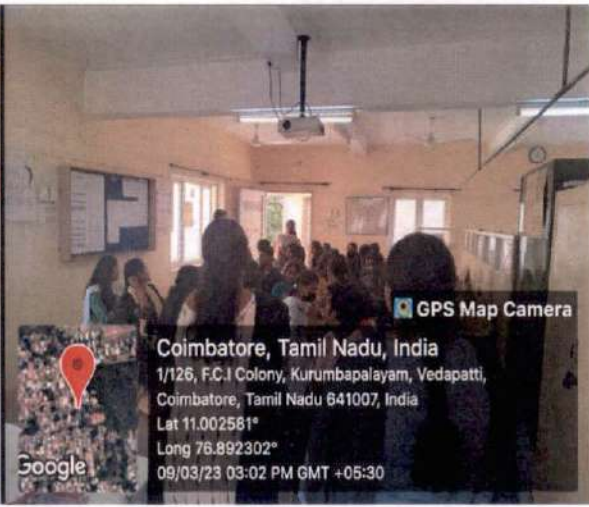 GPS Map Camera
Coimbatore, Tamil Nadu, India
1/126, F.C.I Colony, Kurumbapalayam, Vedapatti,
Coimbatore, Tamil Nadu 641007, India
Lat 11.002581°
Long 76.892302°
09/03/23 03:02 PM GMT +05:30
Google